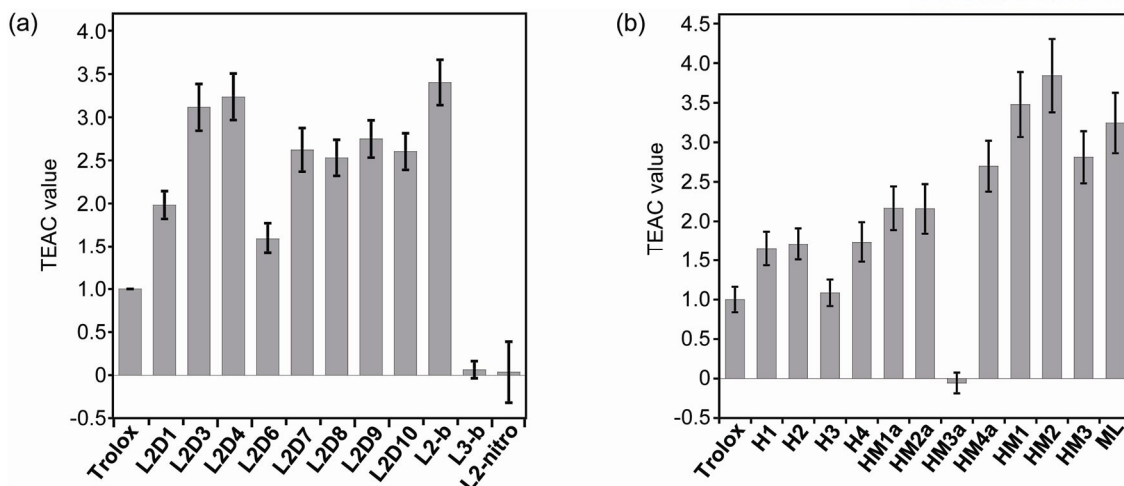 (a)
TEAC value
4.0
3.5
3.0
2.5
2.0
1.5
1.0
0.5
0
-0.5
Trolox
L2D1
L2D3
L2D4
L2D6
L2D7
L2D8
L2D9
L2D10
L2-b
L3-b
L2-nitro
(b)
TEAC value
4.5
4.0
3.5
3.0
2.5
2.0
1.5
1.0
0.5
0
-0.5
Trolox
H1
H2
H3
H4
HM1a
HM2a
HM3a
HM4a
HM1
HM2
HM3
ML